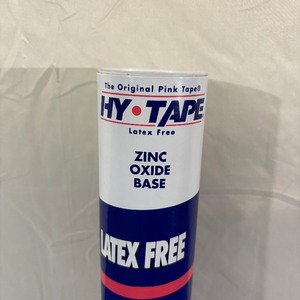 The Original Pink Tape®
HY•TAPE
Latex Free
ZINC
OXIDE
BASE
LATEX FREE